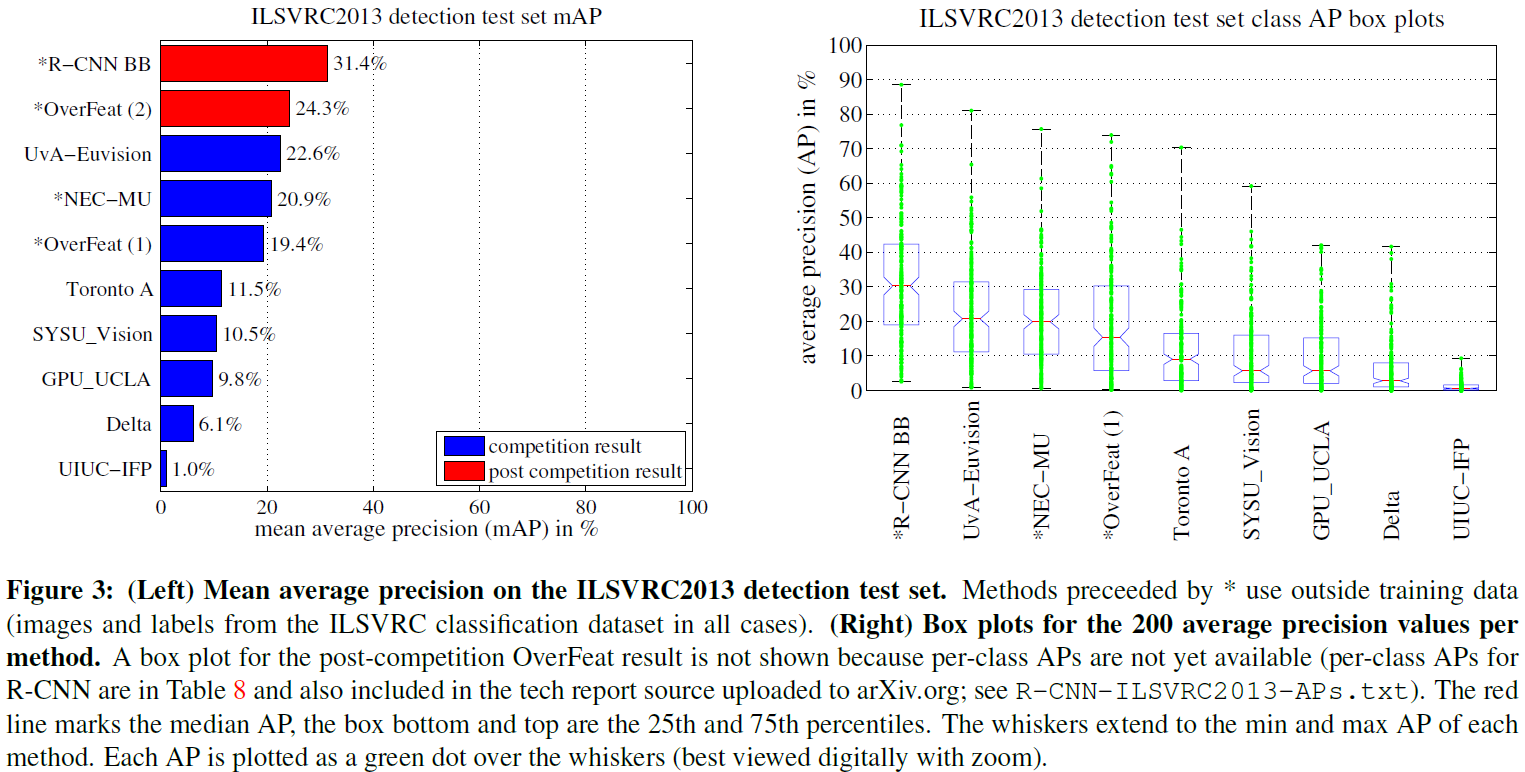 ILSVRC2013 detection test set mAP
*R−CNN BB
31.4%
*OverFeat (2)
24.3%
UvA−Euvision
22.6%
*NEC−MU
20.9%
*OverFeat (1)
19.4%
Toronto A
11.5%
SYSU_Vision
10.5%
GPU_UCLA
9.8%
Delta
6.1%
UIUC−IFP
1.0%
competition result
post competition result
0 20 40 60 80 100
mean average precision (mAP) in %
ILSVRC2013 detection test set class AP box plots
100
90
80
70
60
50
40
30
20
10
0
average precision (AP) in %
*R−CNN BB
UvA−Euvision
*NEC−MU
*OverFeat (1)
Toronto A
SYSU_Vision
GPU_UCLA
Delta
UIUC−IFP
Figure 3: (Left) Mean average precision on the ILSVRC2013 detection test set. Methods preceeded by * use outside training data
(images and labels from the ILSVRC classification dataset in all cases). (Right) Box plots for the 200 average precision values per
method. A box plot for the post-competition OverFeat result is not shown because per-class APs are not yet available (per-class APs for
R-CNN are in Table 8 and also included in the tech report source uploaded to arXiv.org; see R-CNN-ILSVRC2013-APs.txt). The red
line marks the median AP, the box bottom and top are the 25th and 75th percentiles. The whiskers extend to the min and max AP of each
method. Each AP is plotted as a green dot over the whiskers (best viewed digitally with zoom).